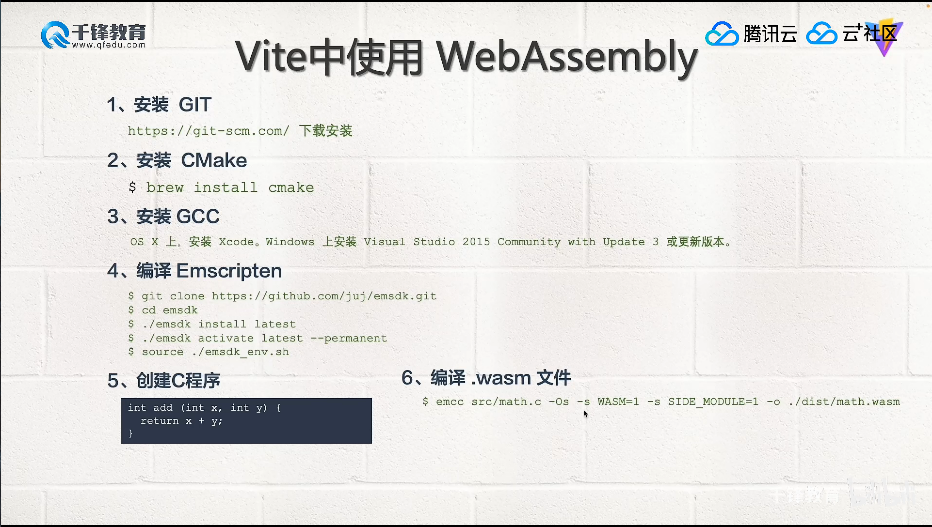 千锋教育
www.qfedu.com
腾讯云 云+社区
Vite中使用 WebAssembly
1、安装 GIT
https://git-scm.com/ 下载安装
2、安装 CMake
$ brew install cmake
3、安装 GCC
OS X 上，安装 Xcode。Windows 上安装 Visual Studio 2015 Community with Update 3 或更新版本。
4、编译 Emscripten
$ git clone https://github.com/juj/emsdk.git
$ cd emsdk
$ ./emsdk install latest
$ ./emsdk activate latest --permanent
$ source ./emsdk_env.sh
5、创建C程序
int add (int x, int y) {
return x + y;
}
6、编译 .wasm 文件
$ emcc src/math.c -Os -s WASM=1 -s SIDE_MODULE=1 -o ./dist/math.wasm
千锋教育